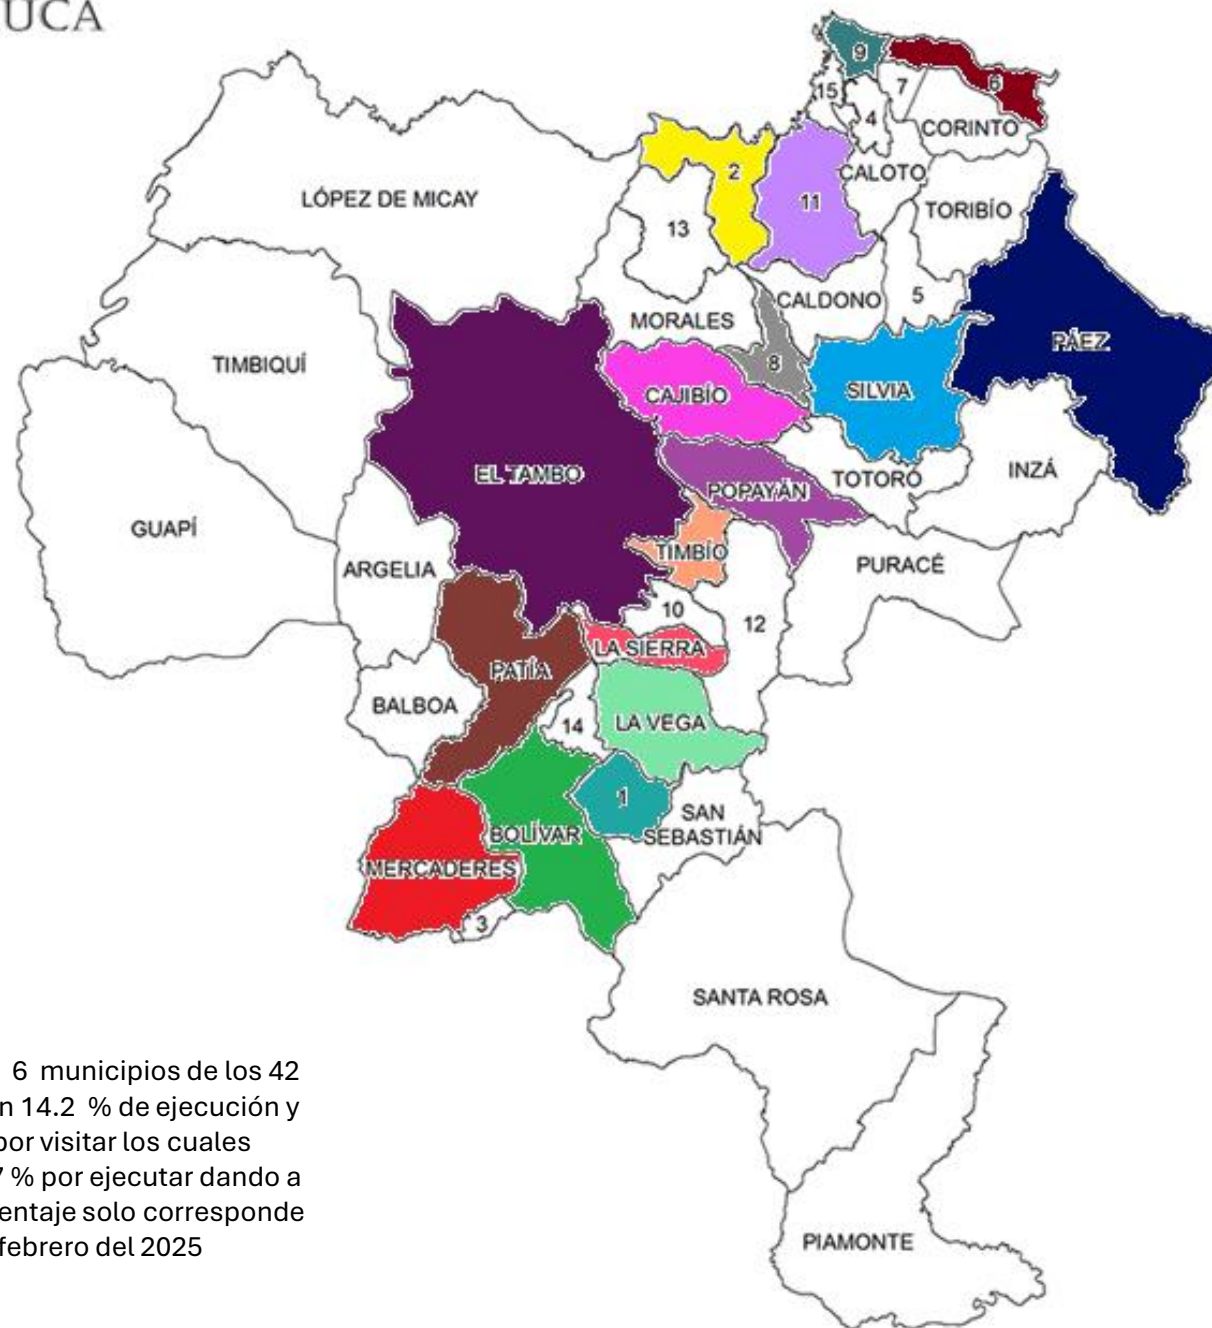 UCA
9
6
7
15
4
CORINTO
2
CALOTO
11
TORIBÍO
LÓPEZ DE MICAY
13
5
CALDONO
MORALES
PÁEZ
TIMBIQUÍ
8
SILVIA
CAJIBÍO
INZÁ
EL TAMBO
TOTORÓ
POPAYÁN
GUAPÍ
TIMBÍO
PURACÉ
ARGELIA
10
12
LA SIERRA
PATÍA
BALBOA
14
LA VEGA
1
SAN
SEBASTIÁN
BOLÍVAR
MERCADERES
3
SANTA ROSA
6 municipios de los 42
n 14.2 % de ejecución y
por visitar los cuales
7 % por ejecutar dando a
entaje solo corresponde
febrero del 2025
PIAMONTE